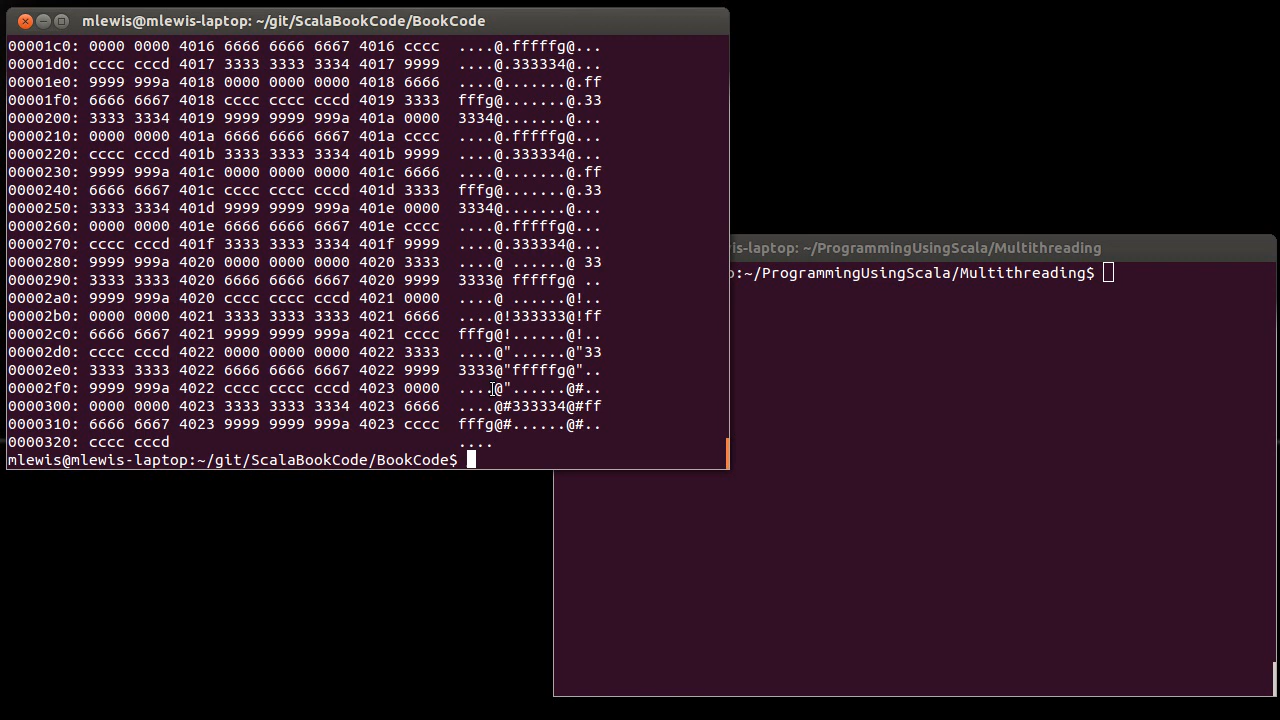 mlewis@mlewis-laptop: ~/git/ScalaBookCode/BookCode
00001c0: 0000 0000 4016 6666 6666 6667 4016 cccc  ....@.fffffg@...
00001d0: cccc cccd 4017 3333 3333 3334 4017 9999  ....@.333334@...
00001e0: 9999 999a 4018 0000 0000 0000 4018 6666  ....@.......@.ff
00001f0: 6666 6667 4018 cccc cccc cccd 4019 3333  fffg@.......@.33
0000200: 3333 3334 4019 9999 9999 999a 401a 0000  3334@.......@...
0000210: 0000 0000 401a 6666 6666 6667 401a cccc  ....@.fffffg@...
0000220: cccc cccd 401b 3333 3333 3334 401b 9999  ....@.333334@...
0000230: 9999 999a 401c 0000 0000 0000 401c 6666  ....@.......@.ff
0000240: 6666 6667 401c cccc cccc cccd 401d 3333  fffg@.......@.33
0000250: 3333 3334 401d 9999 9999 999a 401e 0000  3334@.......@...
0000260: 0000 0000 401e 6666 6666 6667 401e cccc  ....@.fffffg@...
0000270: cccc cccd 401f 3333 3333 3334 401f 9999  ....@.333334@...
0000280: 9999 999a 4020 0000 0000 0000 4020 3333  ....@ ......@ 33
0000290: 3333 3333 4020 6666 6666 6667 4020 9999  3333@ fffffg@ ..
00002a0: 9999 999a 4020 cccc cccc cccd 4021 0000  ....@ ......@!..
00002b0: 0000 0000 4021 3333 3333 3333 4021 6666  ....@!333333@!ff
00002c0: 6666 6667 4021 9999 9999 999a 4021 cccc  fffg@!......@!..
00002d0: cccc cccd 4022 0000 0000 0000 4022 3333  ....@"......@"33
00002e0: 3333 3333 4022 6666 6666 6667 4022 9999  3333@"fffffg@"..
00002f0: 9999 999a 4022 cccc cccc cccd 4023 0000  ....@"......@#..
0000300: 0000 0000 4023 3333 3333 3334 4023 6666  ....@#333334@#ff
0000310: 6666 6667 4023 9999 9999 999a 4023 cccc  fffg@#......@#..
0000320: cccc cccd                                ....
mlewis@mlewis-laptop:~/git/ScalaBookCode/BookCode$
is-laptop: ~/ProgrammingUsingScala/Multithreading
:~/ProgrammingUsingScala/Multithreading$